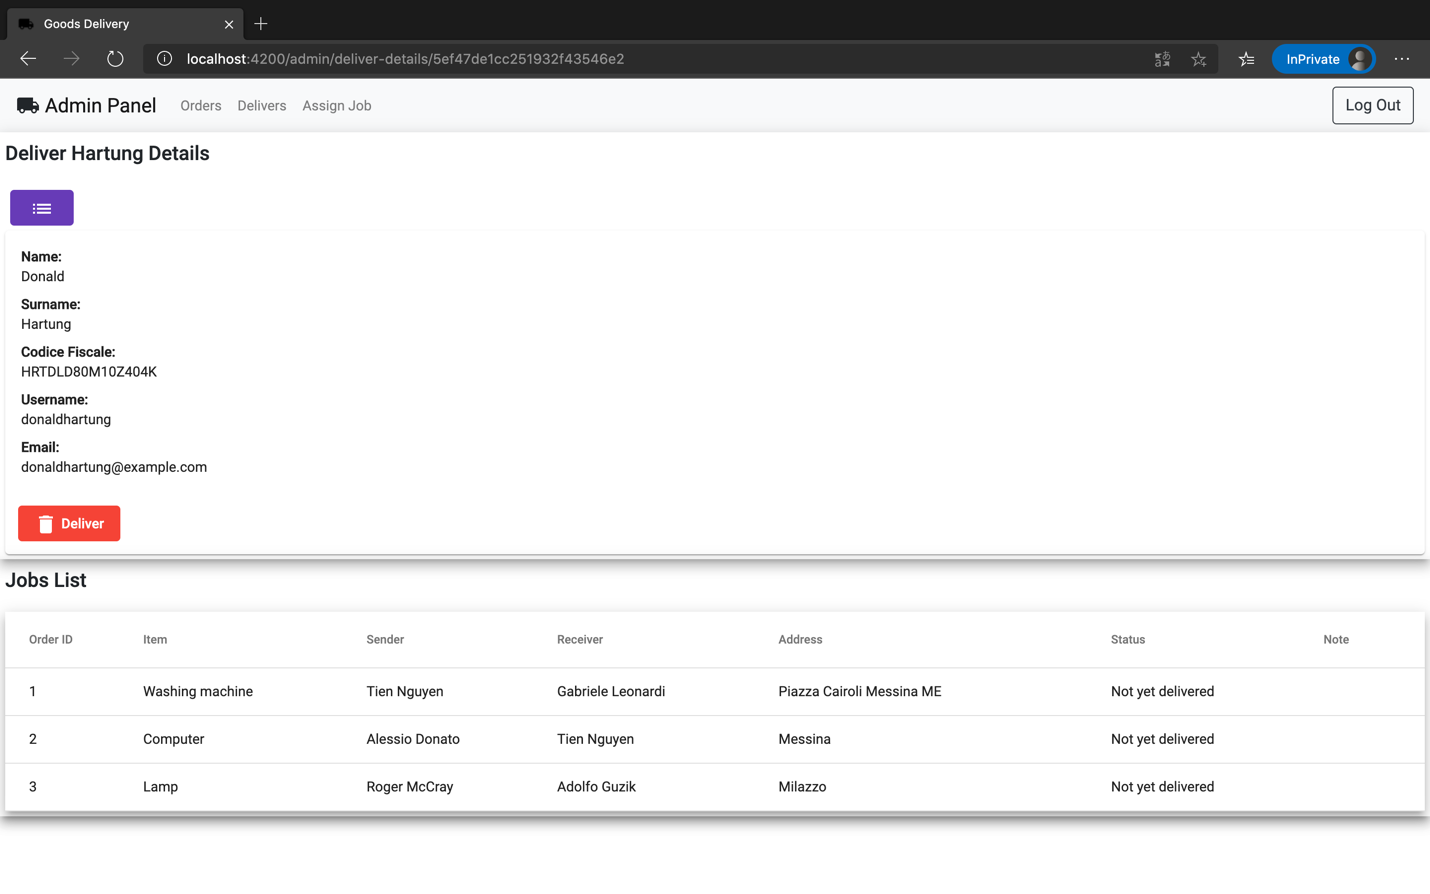 Goods Delivery
localhost:4200/admin/deliver-details/5ef47de1cc251932f43546e2
InPrivate
Admin Panel Orders Delivers Assign Job Log Out
Deliver Hartung Details
Name:
Donald
Surname:
Hartung
Codice Fiscale:
HRTDLD80M10Z404K
Username:
donaldhartung
Email:
donaldhartung@example.com
Deliver
Jobs List
Order ID Item Sender Receiver Address Status Note
1 Washing machine Tien Nguyen Gabriele Leonardi Piazza Cairoli Messina ME Not yet delivered
2 Computer Alessio Donato Tien Nguyen Messina Not yet delivered
3 Lamp Roger McCray Adolfo Guzik Milazzo Not yet delivered